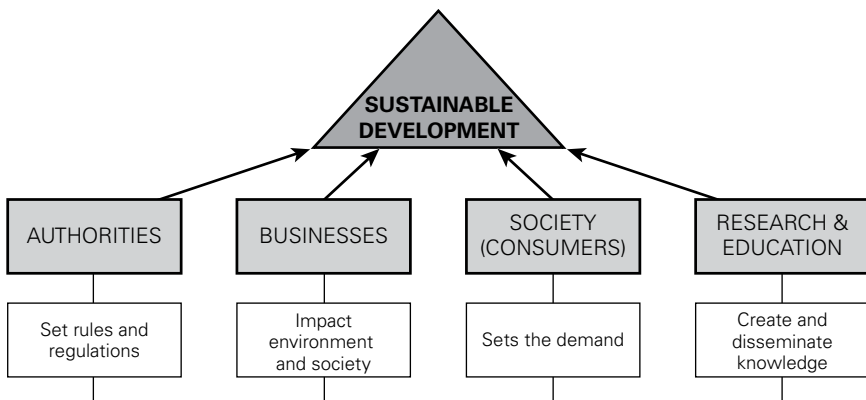 SUSTAINABLE
DEVELOPMENT
AUTHORITIES
BUSINESSES
SOCIETY
(CONSUMERS)
RESEARCH &
EDUCATION
Set rules and
regulations
Impact
environment
and society
Sets the demand
Create and
disseminate
knowledge